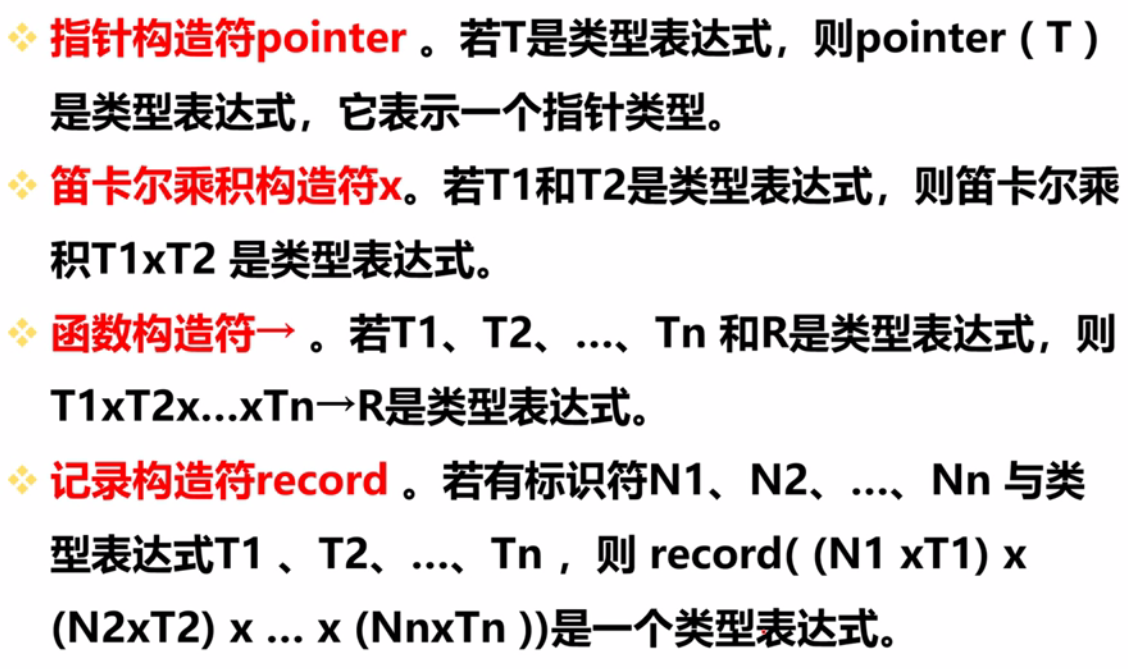 指针构造符pointer 。若T是类型表达式，则pointer ( T )
是类型表达式，它表示一个指针类型。
笛卡尔乘积构造符x。若T1和T2是类型表达式，则笛卡尔乘
积T1xT2 是类型表达式。
函数构造符→ 。若T1、T2、…、Tn 和R是类型表达式，则
T1xT2x…xTn→R是类型表达式。
记录构造符record 。若有标识符N1、N2、…、Nn 与类
型表达式T1 、T2、…、Tn ，则 record( (N1 xT1) x
(N2xT2) x … x (NnxTn ))是一个类型表达式。